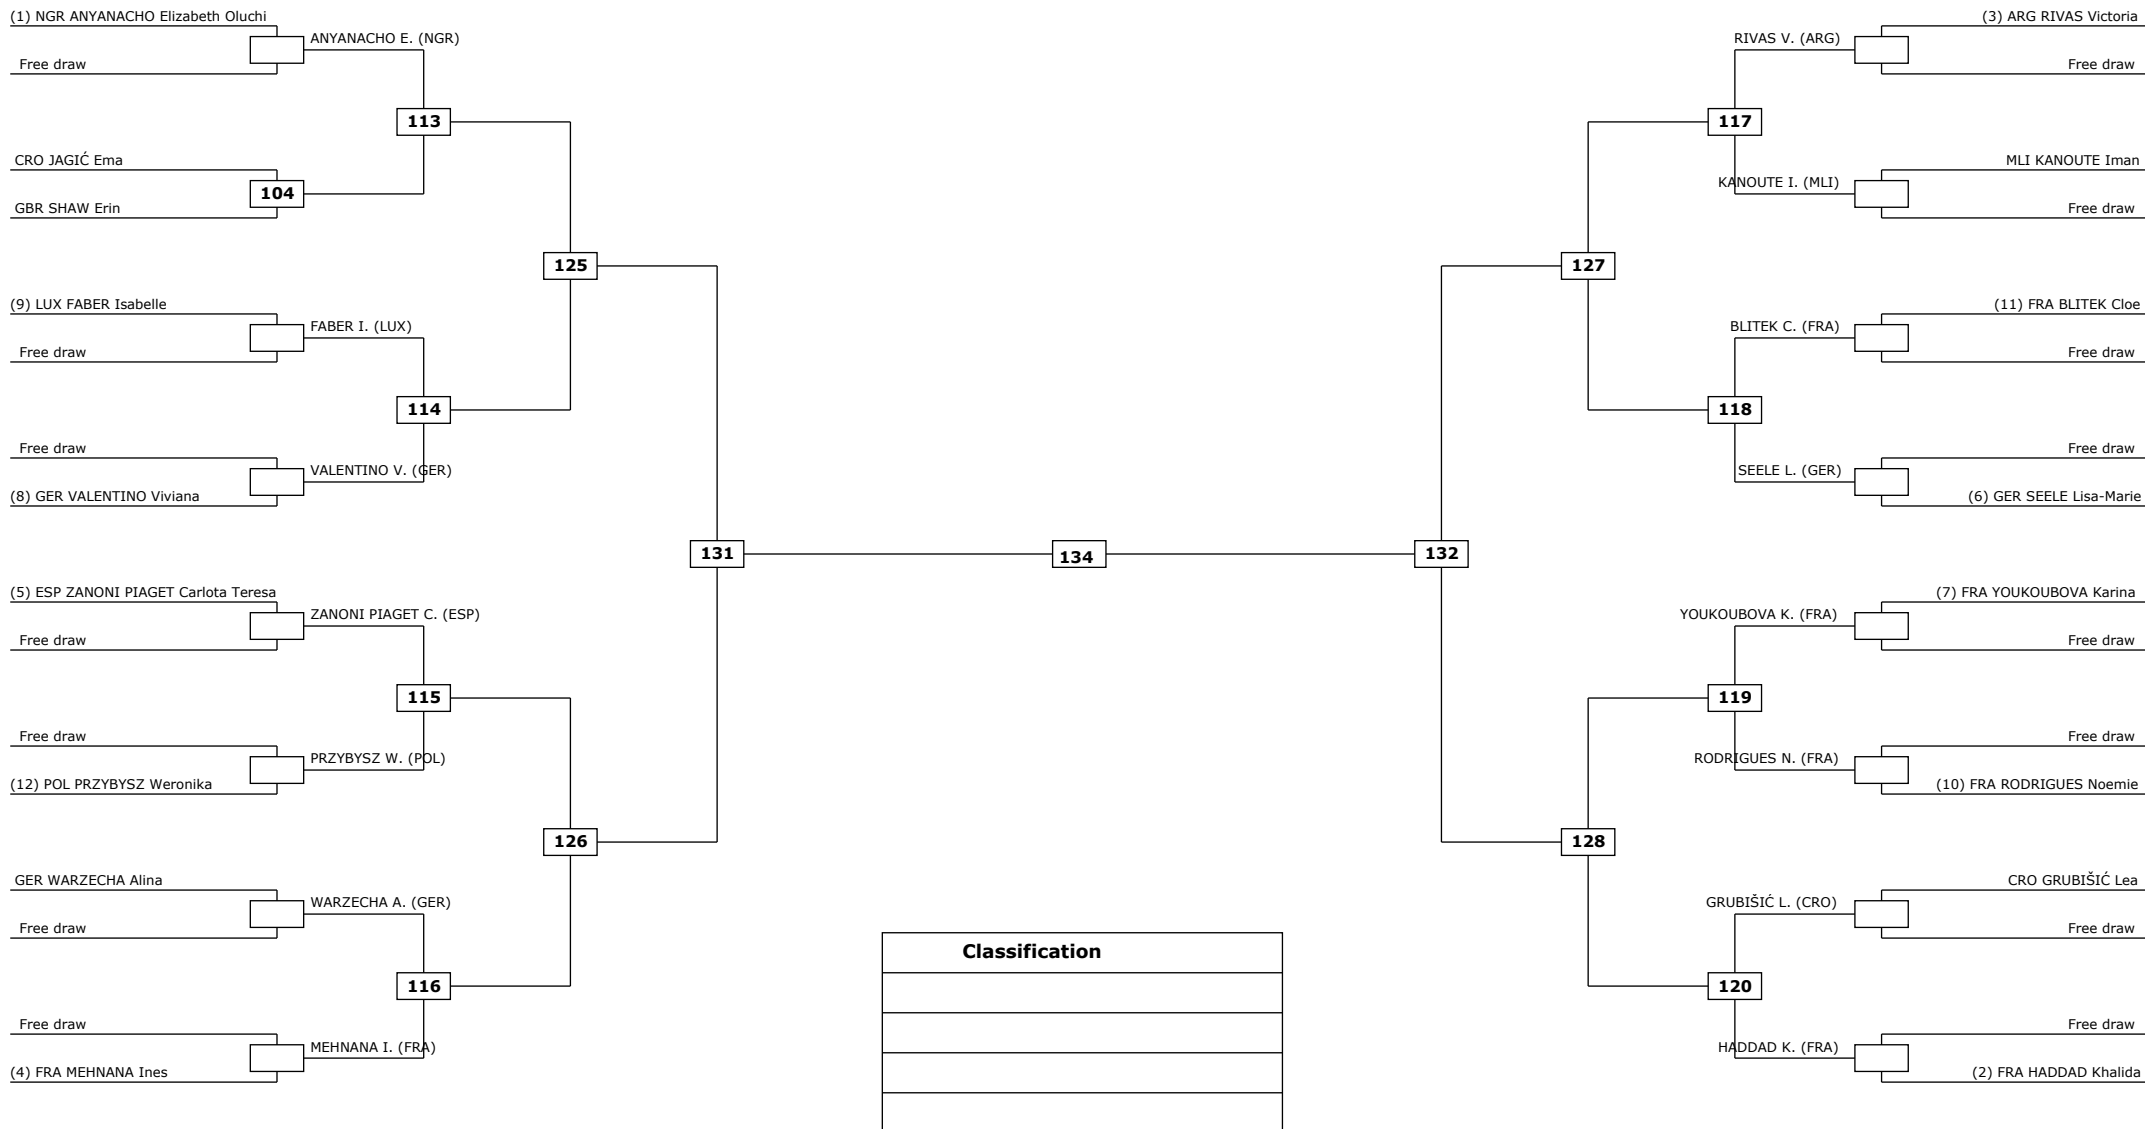 (1) NGR ANYANACHO Elizabeth Oluchi
ANYANACHO E. (NGR)
Free draw
113
CRO JAGIĆ Ema
104
GBR SHAW Erin
125
(9) LUX FABER Isabelle
FABER I. (LUX)
Free draw
114
Free draw
VALENTINO V. (GER)
(8) GER VALENTINO Viviana
131
(5) ESP ZANONI PIAGET Carlota Teresa
ZANONI PIAGET C. (ESP)
Free draw
115
Free draw
PRZYBYSZ W. (POL)
(12) POL PRZYBYSZ Weronika
126
GER WARZECHA Alina
WARZECHA A. (GER)
Free draw
116
Free draw
MEHNANA I. (FRA)
(4) FRA MEHNANA Ines
134
Classification
(3) ARG RIVAS Victoria
RIVAS V. (ARG)
Free draw
117
MLI KANOUTE Iman
KANOUTE I. (MLI)
Free draw
127
(11) FRA BLITEK Cloe
BLITEK C. (FRA)
Free draw
118
Free draw
SEELE L. (GER)
(6) GER SEELE Lisa-Marie
132
(7) FRA YOUKOUBOVA Karina
YOUKOUBOVA K. (FRA)
Free draw
119
Free draw
RODRIGUES N. (FRA)
(10) FRA RODRIGUES Noemie
128
CRO GRUBIŠIĆ Lea
GRUBIŠIĆ L. (CRO)
Free draw
120
Free draw
HADDAD K. (FRA)
(2) FRA HADDAD Khalida